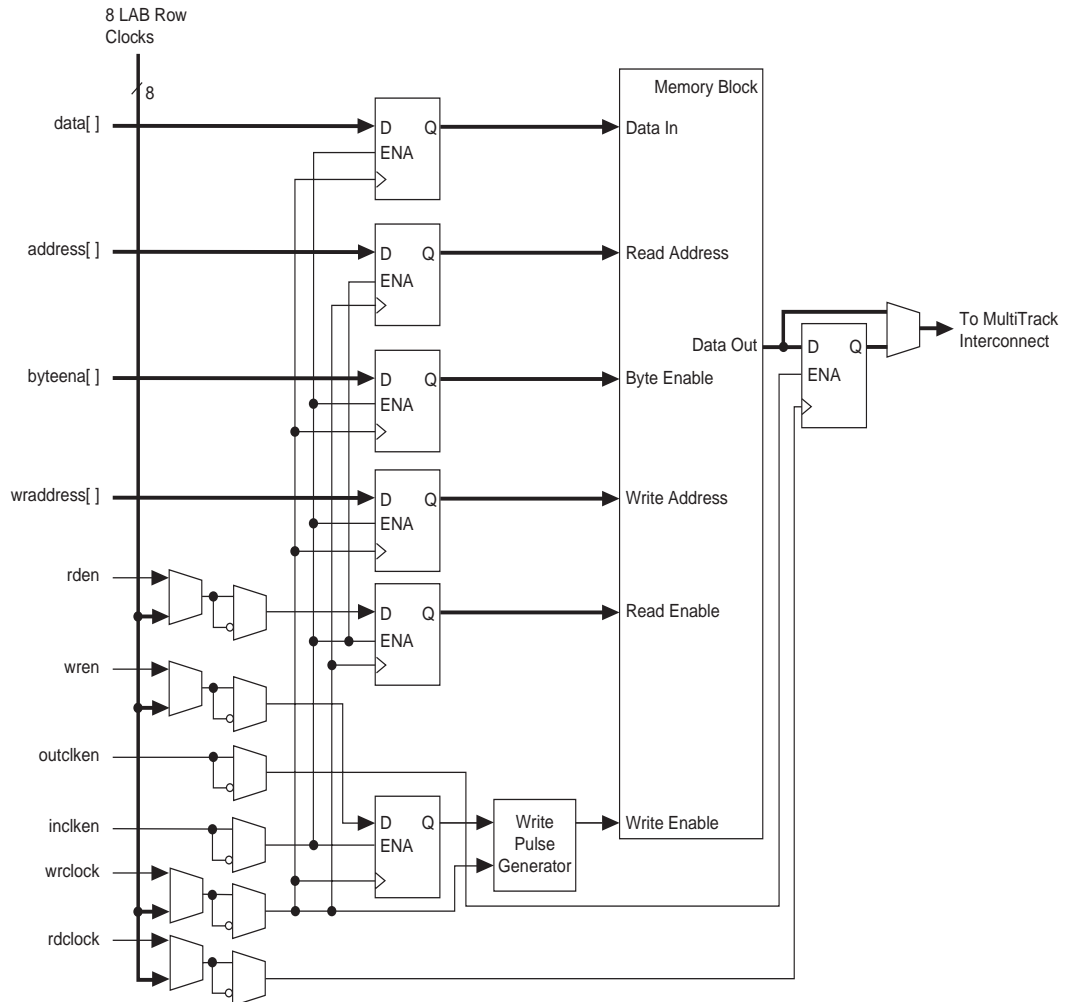 8 LAB Row
Clocks
8
Memory Block
data[ ]
D Q
ENA
Data In
address[ ]
D Q
ENA
Read Address
Data Out
D Q
ENA
To MultiTrack
Interconnect
byteena[ ]
D Q
ENA
Byte Enable
wraddress[ ]
D Q
ENA
Write Address
rden
D Q
ENA
Read Enable
wren
outclken
inclken
D Q
ENA
Write
Pulse
Generator
Write Enable
wrclock
rdclock